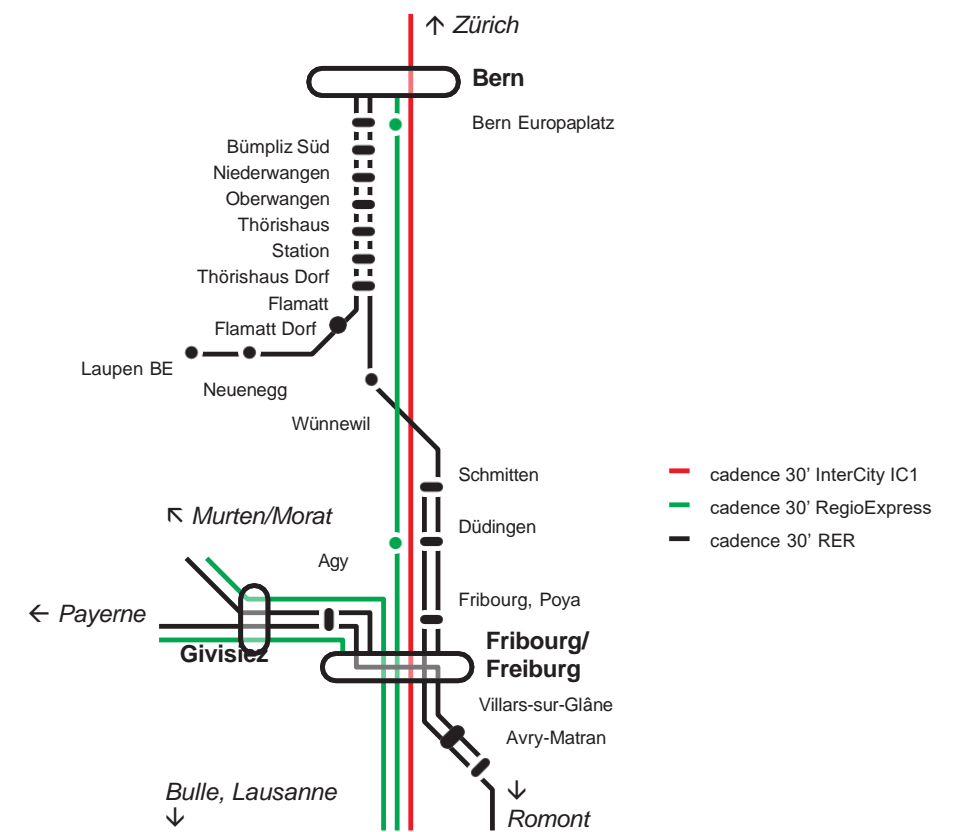 ↑ Zürich
Bern
Bern Europaplatz
Bümpliz Süd
Niederwangen
Oberwangen
Thörishaus
Station
Thörishaus Dorf
Flamatt
Flamatt Dorf
Laupen BE
Neuenegg
Wünnewil
Schmitten
cadence 30’ InterCity IC1
cadence 30’ RegioExpress
cadence 30’ RER
↖ Murten/Morat
Düdingen
Agy
Fribourg, Poya
← Payerne
Givisiez
Fribourg/
Freiburg
Villars-sur-Glâne
Avry-Matran
Bulle, Lausanne
↓
↓
Romont